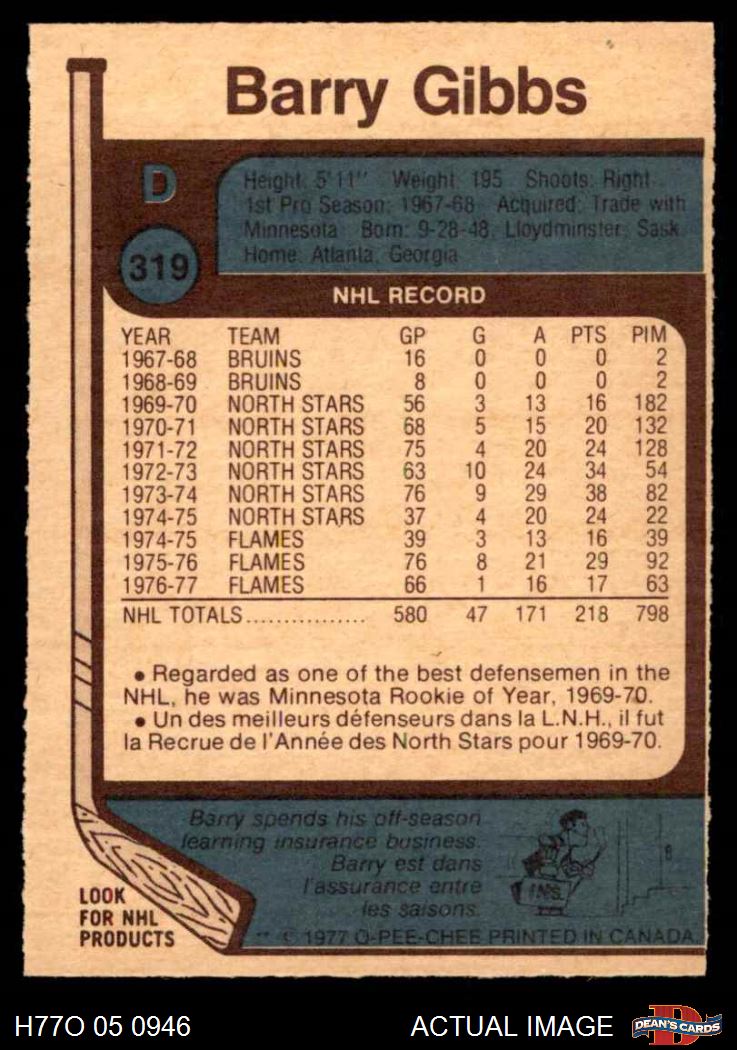 Barry Gibbs
D
319
Height: 5'11" Weight: 195 Shoots: Right
1st Pro Season: 1967-68 Acquired: Trade with
Minnesota Born: 9-28-48, Lloydminster, Sask.
Home: Atlanta, Georgia
NHL RECORD
YEAR TEAM GP G A PTS PIM
1967-68 BRUINS 16 0 0 0 2
1968-69 BRUINS 8 0 0 0 2
1969-70 NORTH STARS 56 3 13 16 182
1970-71 NORTH STARS 68 5 15 20 132
1971-72 NORTH STARS 75 4 20 24 128
1972-73 NORTH STARS 63 10 24 34 54
1973-74 NORTH STARS 76 9 29 38 82
1974-75 NORTH STARS 37 4 20 24 22
1974-75 FLAMES 39 3 13 16 39
1975-76 FLAMES 76 8 21 29 92
1976-77 FLAMES 66 1 16 17 63
NHL TOTALS................ 580 47 171 218 798
• Regarded as one of the best defensemen in the
NHL, he was Minnesota Rookie of Year, 1969-70.
• Un des meilleurs défenseurs dans la L.N.H., il fut
la Recrue de l'Année des North Stars pour 1969-70.
Barry spends his off-season
learning insurance business.
Barry est dans
l'assurance entre
les saisons.
INS.
LOOK
FOR NHL
PRODUCTS
** © 1977 O-PEE-CHEE PRINTED IN CANADA
H77O 05 0946
ACTUAL IMAGE
D
DEAN'S CARDS